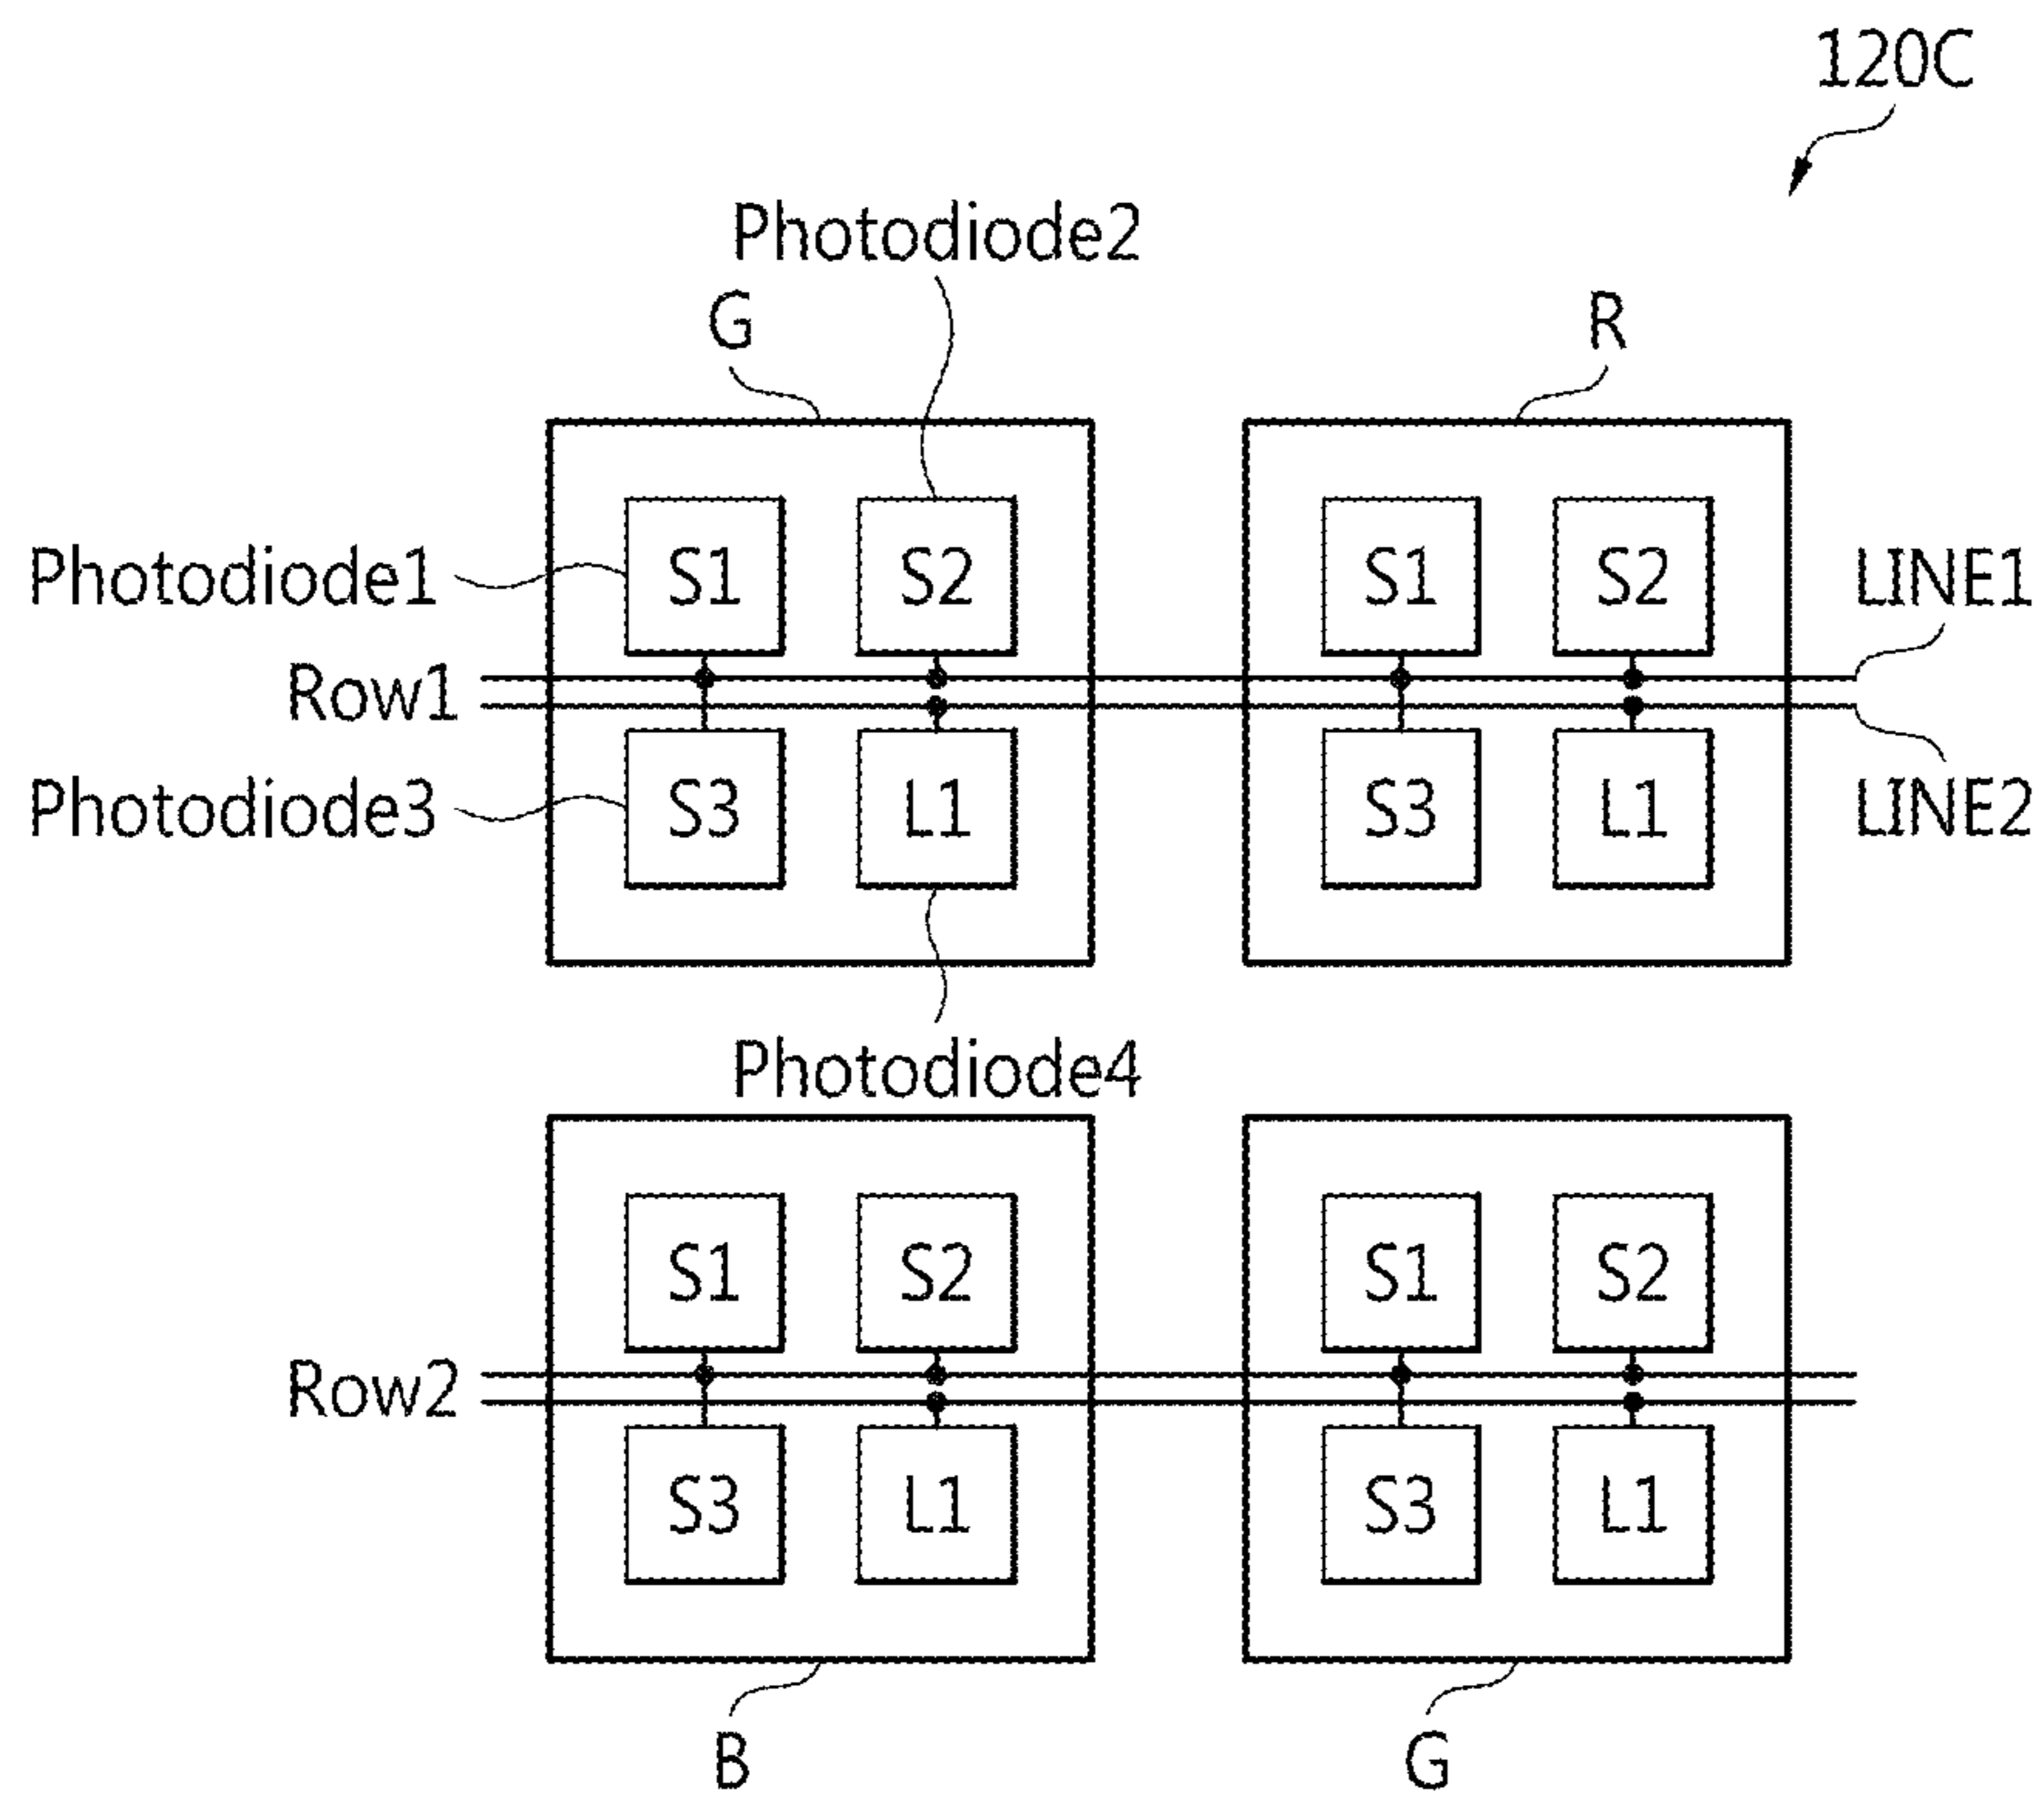 120C
Photodiode2
G R
Photodiode1 S1 S2 S1 S2 LINE1
Row1
Photodiode3 S3 L1 S3 L1 LINE2
Photodiode4
S1 S2 S1 S2
Row2
S3 L1 S3 L1
B G